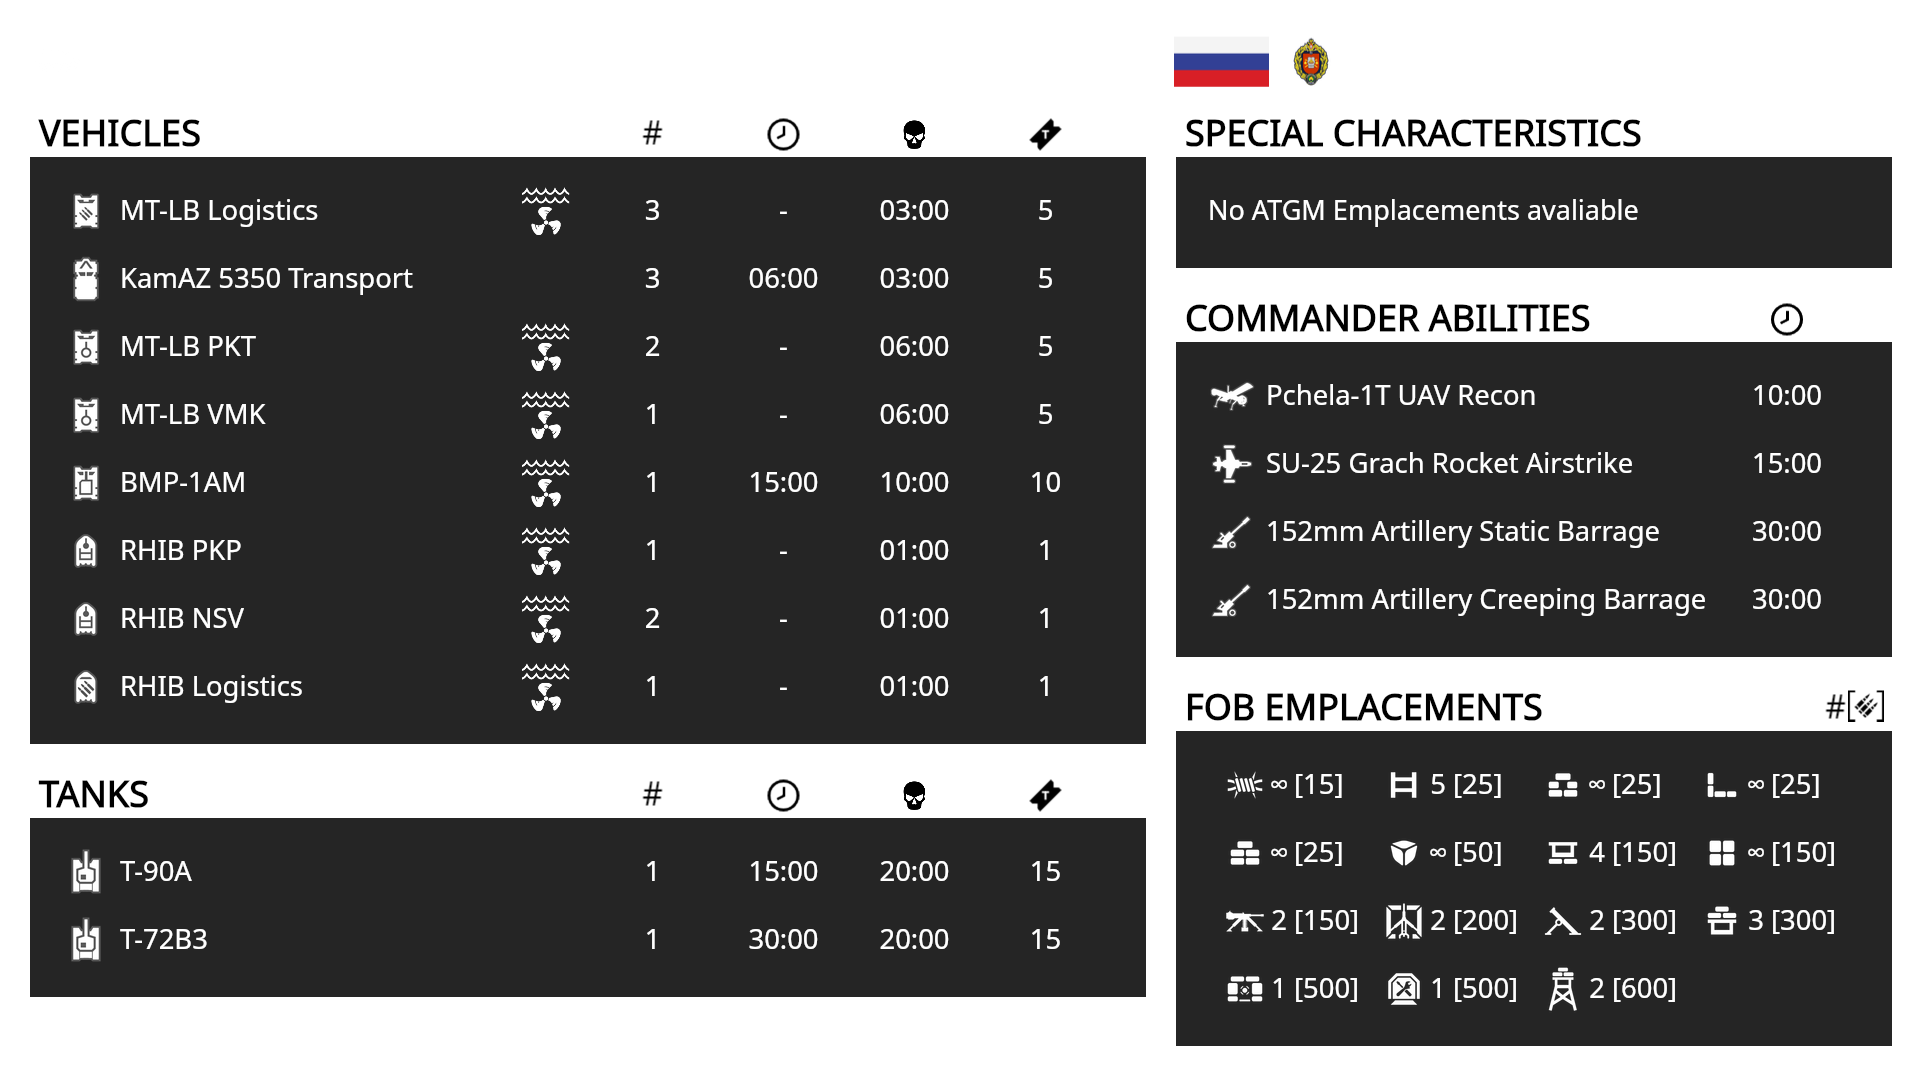 VEHICLES #
MT-LB Logistics 3 - 03:00 5
KamAZ 5350 Transport 3 06:00 03:00 5
MT-LB PKT 2 - 06:00 5
MT-LB VMK 1 - 06:00 5
BMP-1AM 1 15:00 10:00 10
RHIB PKP 1 - 01:00 1
RHIB NSV 2 - 01:00 1
RHIB Logistics 1 - 01:00 1
TANKS #
T-90A 1 15:00 20:00 15
T-72B3 1 30:00 20:00 15
SPECIAL CHARACTERISTICS
No ATGM Emplacements avaliable
COMMANDER ABILITIES
Pchela-1T UAV Recon 10:00
SU-25 Grach Rocket Airstrike 15:00
152mm Artillery Static Barrage 30:00
152mm Artillery Creeping Barrage 30:00
FOB EMPLACEMENTS #[]
∞ [15] 5 [25] ∞ [25] ∞ [25]
∞ [25] ∞ [50] 4 [150] ∞ [150]
2 [150] 2 [200] 2 [300] 3 [300]
1 [500] 1 [500] 2 [600]